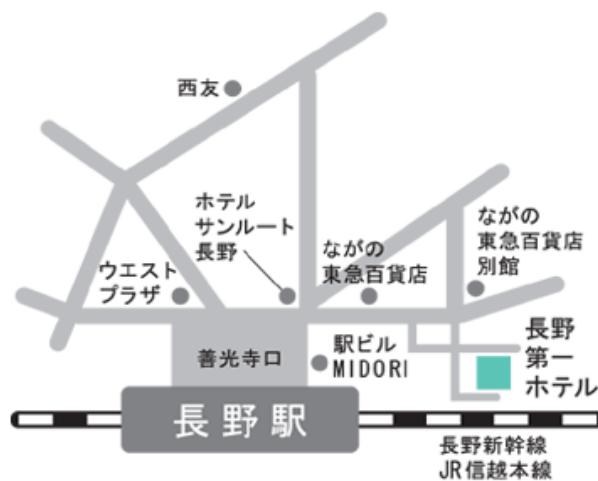 西友
ホテル
サンルート
長野
ながの
東急百貨店
別館
ながの
東急百貨店
ウエスト
プラザ
長野
第一
ホテル
善光寺口
駅ビル
MIDORI
長野駅
長野新幹線
JR信越本線